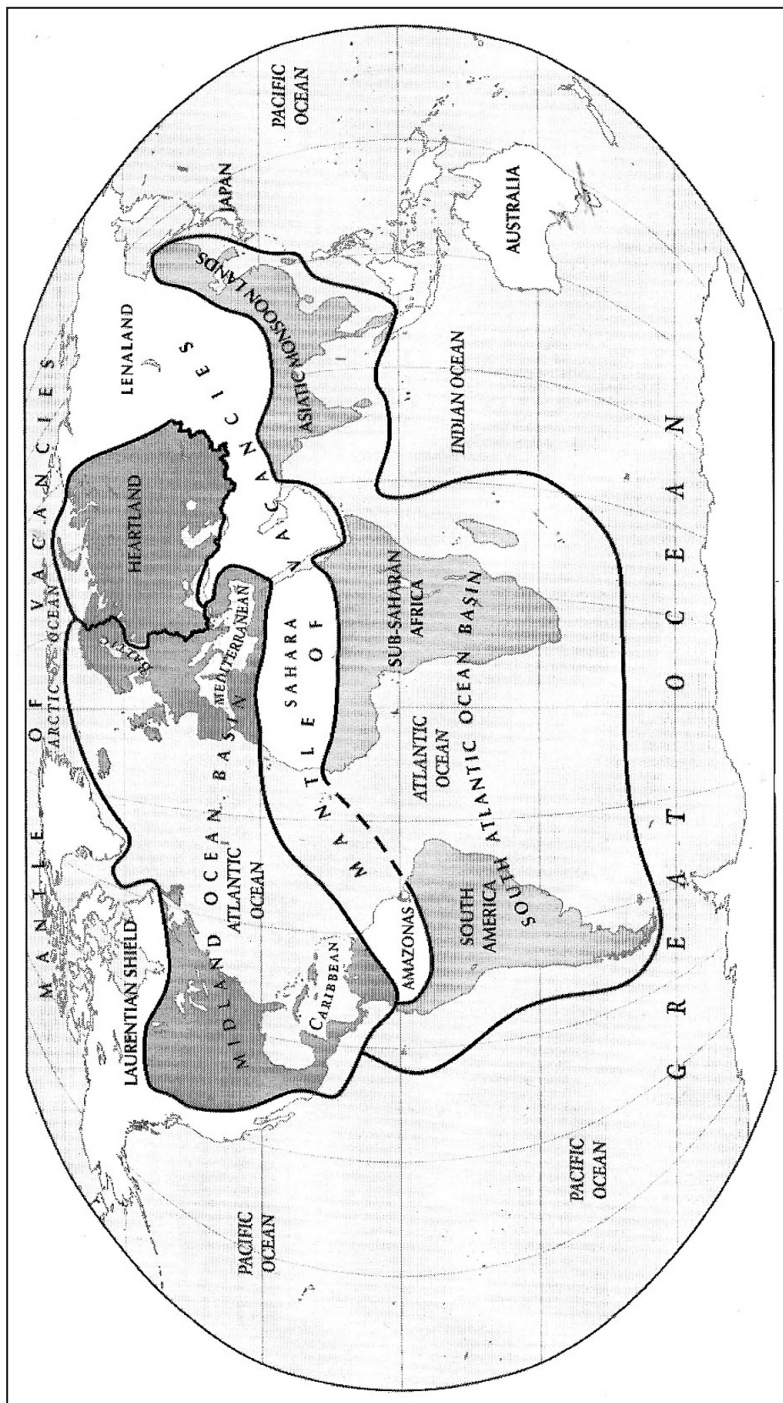 MANTLE OF VACANCIES
ARCTIC OCEAN
LAURENTIAN SHIELD
BALTIC
HEARTLAND
LENALAND
PACIFIC
OCEAN
MIDLAND OCEAN BASIN
ATLANTIC
OCEAN
MEDITERRANEAN
JAPAN
PACIFIC
OCEAN
CARIBBEAN
SAHARA
MANTLE OF VACANCIES
ASIATIC MONSOON LANDS
AMAZONAS
SOUTH
AMERICA
ATLANTIC
OCEAN
SUB-SAHARAN
AFRICA
SOUTH ATLANTIC OCEAN BASIN
INDIAN OCEAN
AUSTRALIA
PACIFIC
OCEAN
GREAT OCEAN